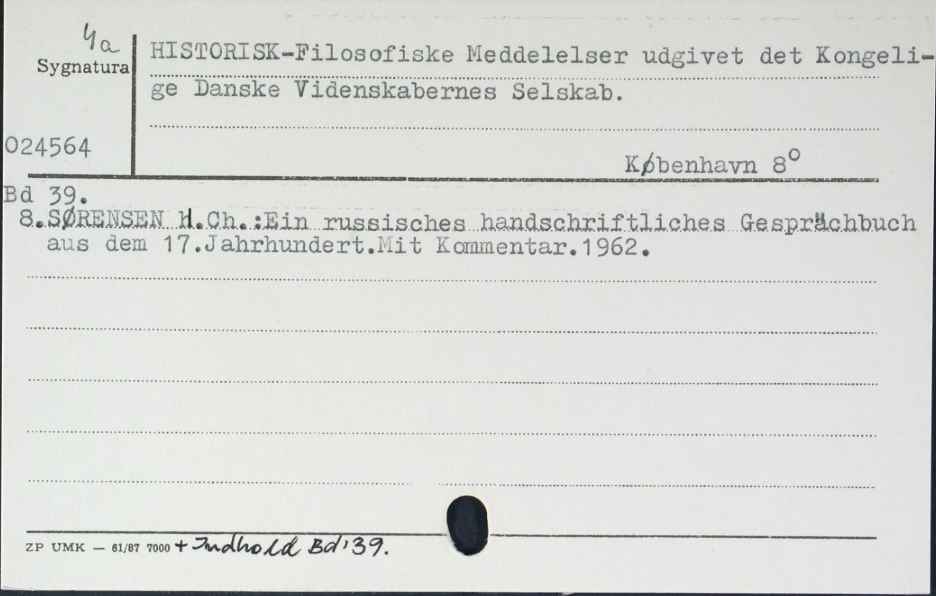 4a
Sygnatura
HISTORISK-Filosofiske Meddelelser udgivet det Kongeli-
ge Danske Videnskabernes Selskab.
024564
København 8°
Bd 39.
8.SØRENSEN H.Ch.:Ein russisches handschriftliches Gesprächbuch
aus dem 17.Jahrhundert.Mit Kommentar.1962.
ZP UMK — 61/87 7000 + Indhold Bd: 39.